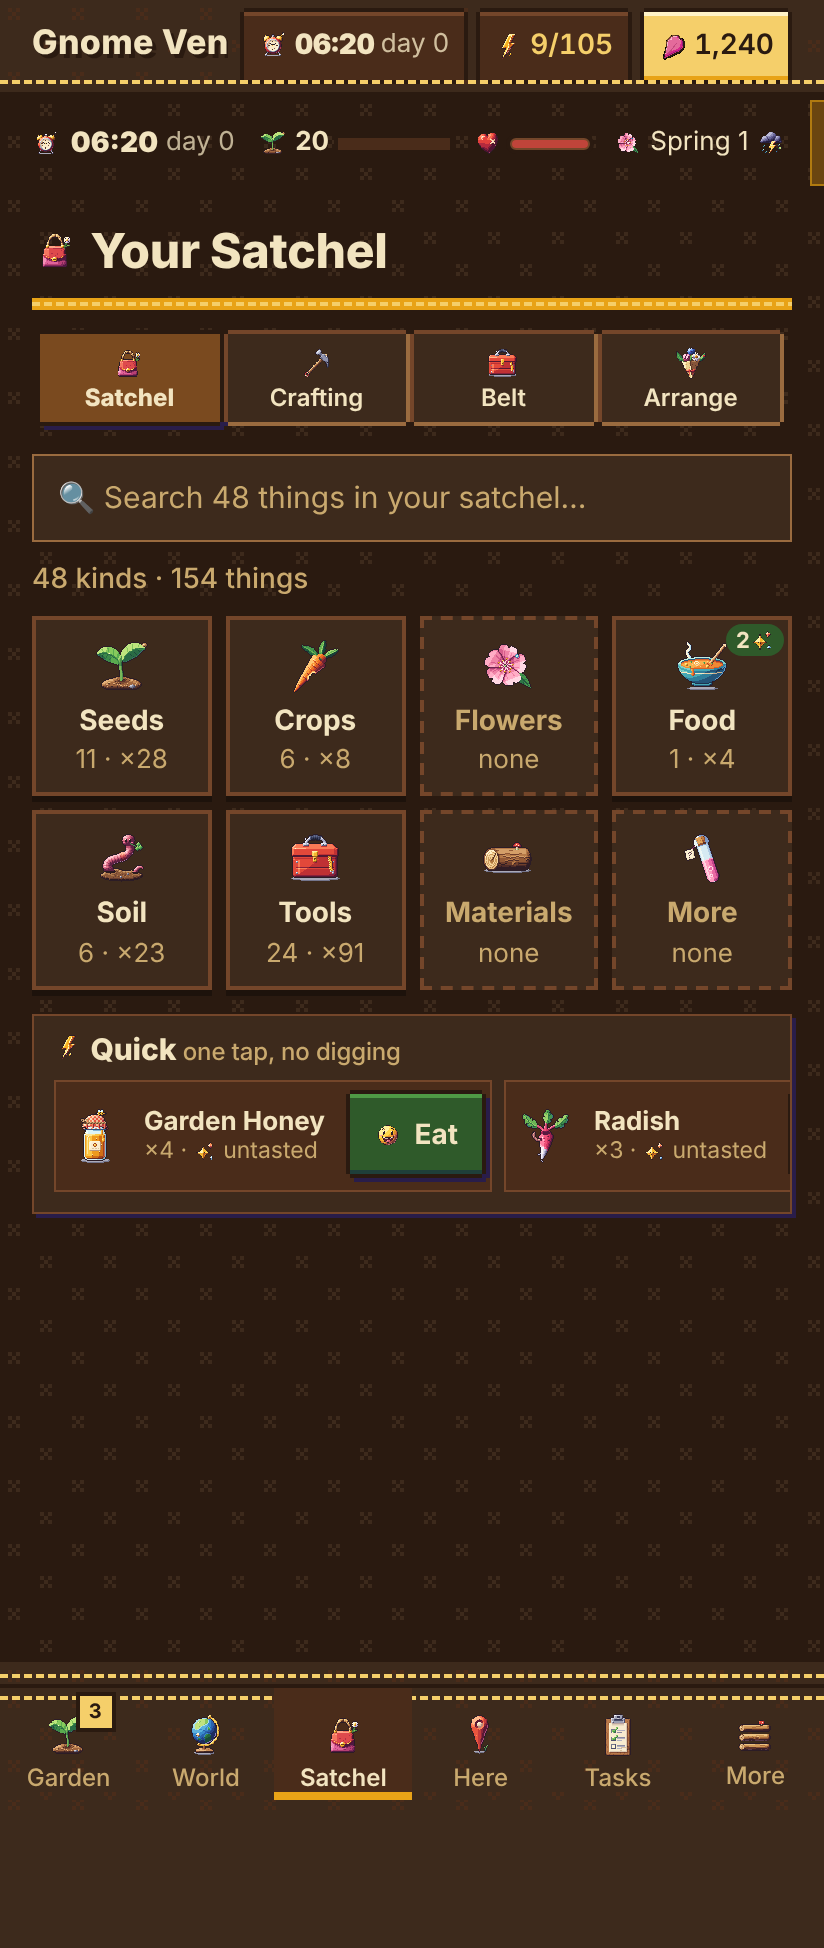 Gnome Ven
06:20 day 0
9/105
1,240
06:20 day 0
20
Spring 1
Your Satchel
Satchel
Crafting
Belt
Arrange
Search 48 things in your satchel...
48 kinds · 154 things
Seeds
11 · ×28
Crops
6 · ×8
Flowers
none
2
Food
1 · ×4
Soil
6 · ×23
Tools
24 · ×91
Materials
none
More
none
Quick one tap, no digging
Garden Honey
×4 · untasted
Eat
Radish
×3 · untasted
3
Garden
World
Satchel
Here
Tasks
More